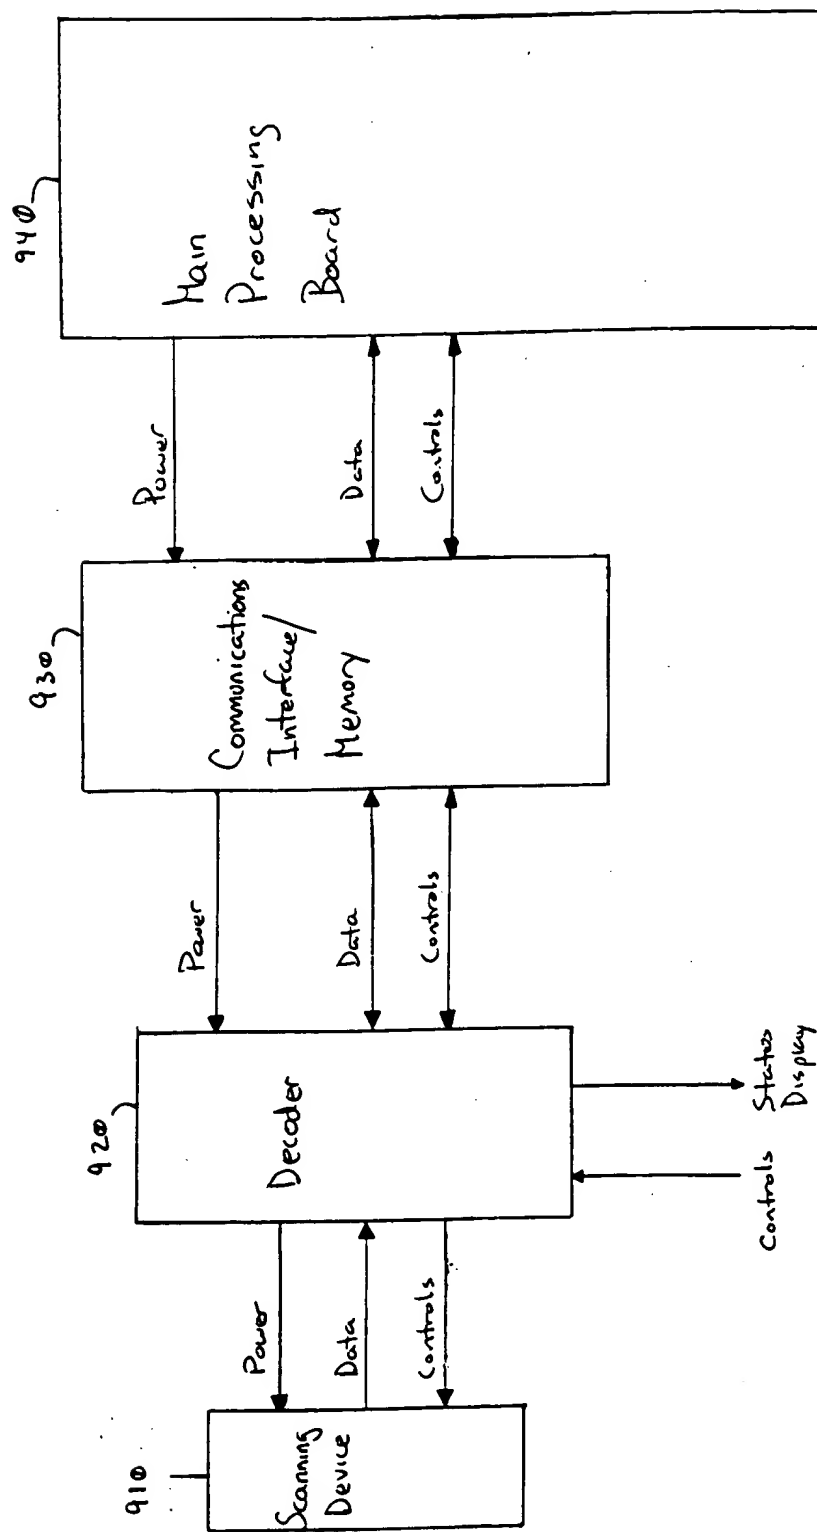 910
Scanning
Device
Power
Data
Controls
920
Decoder
Controls
Status
Display
Power
Data
Controls
930
Communications
Interface/
Memory
Power
Data
Controls
940
Main
Processing
Board